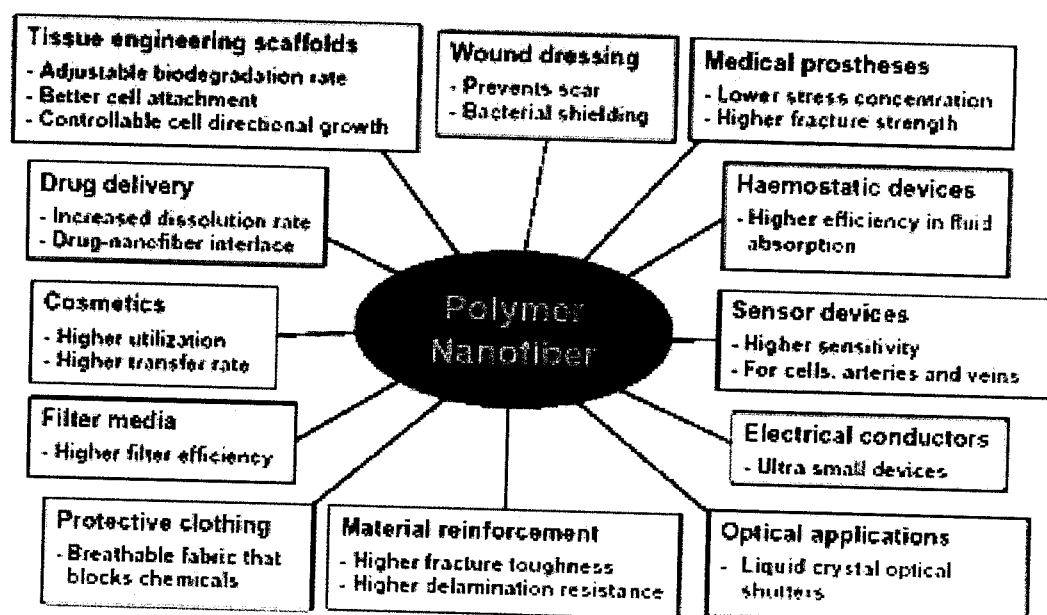 Tissue engineering scaffolds
- Adjustable biodegradation rate
- Better cell attachment
- Controllable cell directional growth
Wound dressing
- Prevents scar
- Bacterial shielding
Medical prostheses
- Lower stress concentration
- Higher fracture strength
Drug delivery
- Increased dissolution rate
- Drug-nanofiber interlace
Haemostatic devices
- Higher efficiency in fluid
absorption
Polymer
Nanofiber
Cosmetics
- Higher utilization
- Higher transfer rate
Sensor devices
- Higher sensitivity
- For cells, arteries and veins
Filter media
- Higher filter efficiency
Electrical conductors
- Ultra small devices
Protective clothing
- Breathable fabric that
blocks chemicals
Material reinforcement
- Higher fracture toughness
- Higher delamination resistance
Optical applications
- Liquid crystal optical
shutters